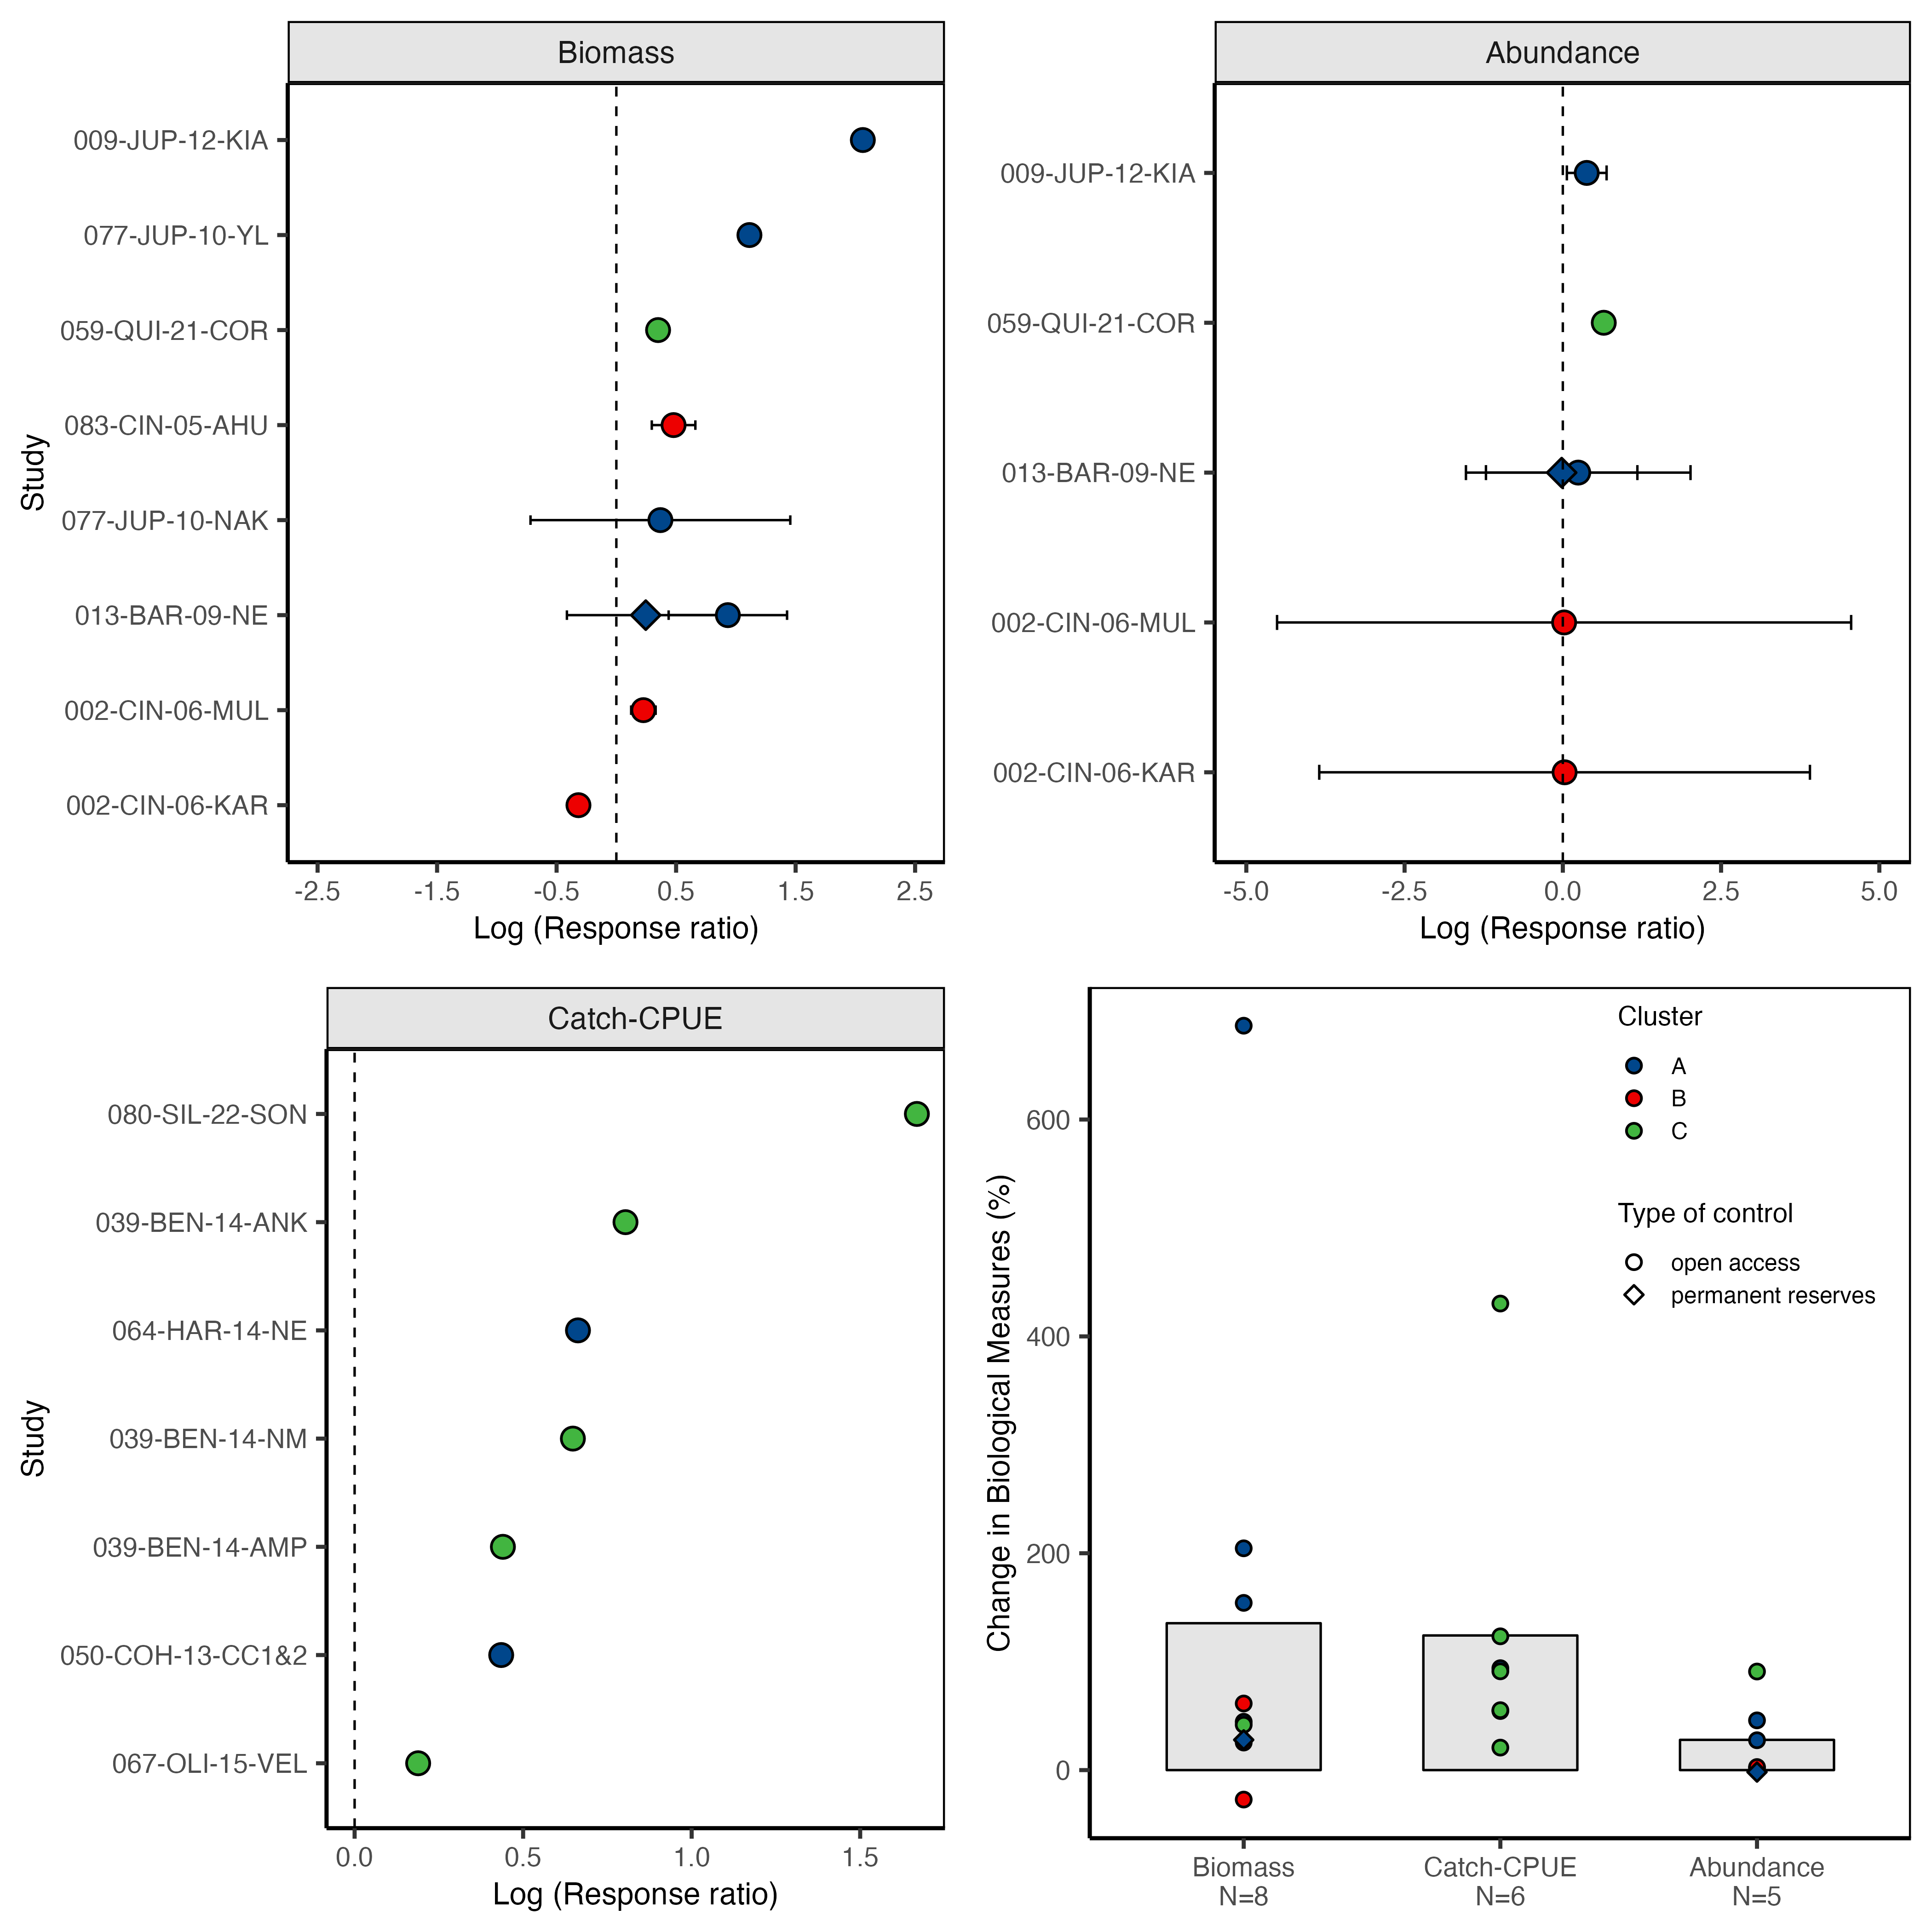 Biomass
Study
009-JUP-12-KIA
077-JUP-10-YL
059-QUI-21-COR
083-CIN-05-AHU
077-JUP-10-NAK
013-BAR-09-NE
002-CIN-06-MUL
002-CIN-06-KAR
-2.5 -1.5 -0.5 0.5 1.5 2.5
Log (Response ratio)
Abundance
009-JUP-12-KIA
059-QUI-21-COR
013-BAR-09-NE
002-CIN-06-MUL
002-CIN-06-KAR
-5.0 -2.5 0.0 2.5 5.0
Log (Response ratio)
Catch-CPUE
Study
080-SIL-22-SON
039-BEN-14-ANK
064-HAR-14-NE
039-BEN-14-NM
039-BEN-14-AMP
050-COH-13-CC1&2
067-OLI-15-VEL
0.0 0.5 1.0 1.5
Log (Response ratio)
Change in Biological Measures (%)
600
400
200
0
Cluster
A
B
C
Type of control
open access
permanent reserves
Biomass Catch-CPUE Abundance
N=8 N=6 N=5